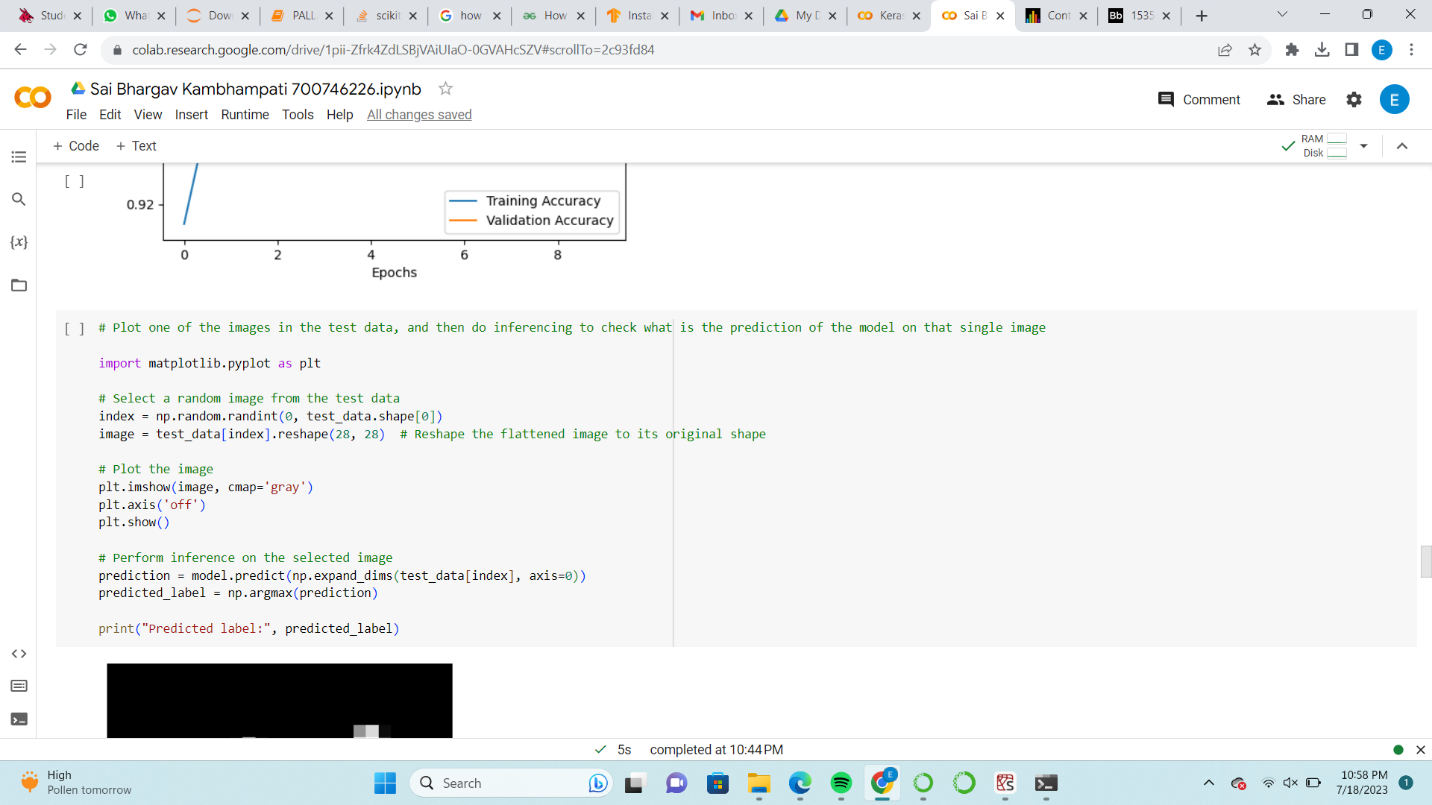 Stude
What
Dow
PALL
scikit
how
How
Insta
Inbo
My D
Keras
Sai B
Cont
Bb 1535
colab.research.google.com/drive/1pii-Zfrk4ZdLSBjVAiUIaO-0GVAHcSZV#scrollTo=2c93fd84
E
Sai Bhargav Kambhampati 700746226.ipynb
Comment Share E
File Edit View Insert Runtime Tools Help All changes saved
+ Code + Text
RAM
Disk
[ ]
0.92
Training Accuracy
Validation Accuracy
0 2 4 6 8
Epochs
{x}
[ ] # Plot one of the images in the test data, and then do inferencing to check what is the prediction of the model on that single image
import matplotlib.pyplot as plt
# Select a random image from the test data
index = np.random.randint(0, test_data.shape[0])
image = test_data[index].reshape(28, 28)  # Reshape the flattened image to its original shape
# Plot the image
plt.imshow(image, cmap='gray')
plt.axis('off')
plt.show()
# Perform inference on the selected image
prediction = model.predict(np.expand_dims(test_data[index], axis=0))
predicted_label = np.argmax(prediction)
print("Predicted label:", predicted_label)
5s completed at 10:44 PM
High
Pollen tomorrow
Search
E
10:58 PM
7/18/2023
1